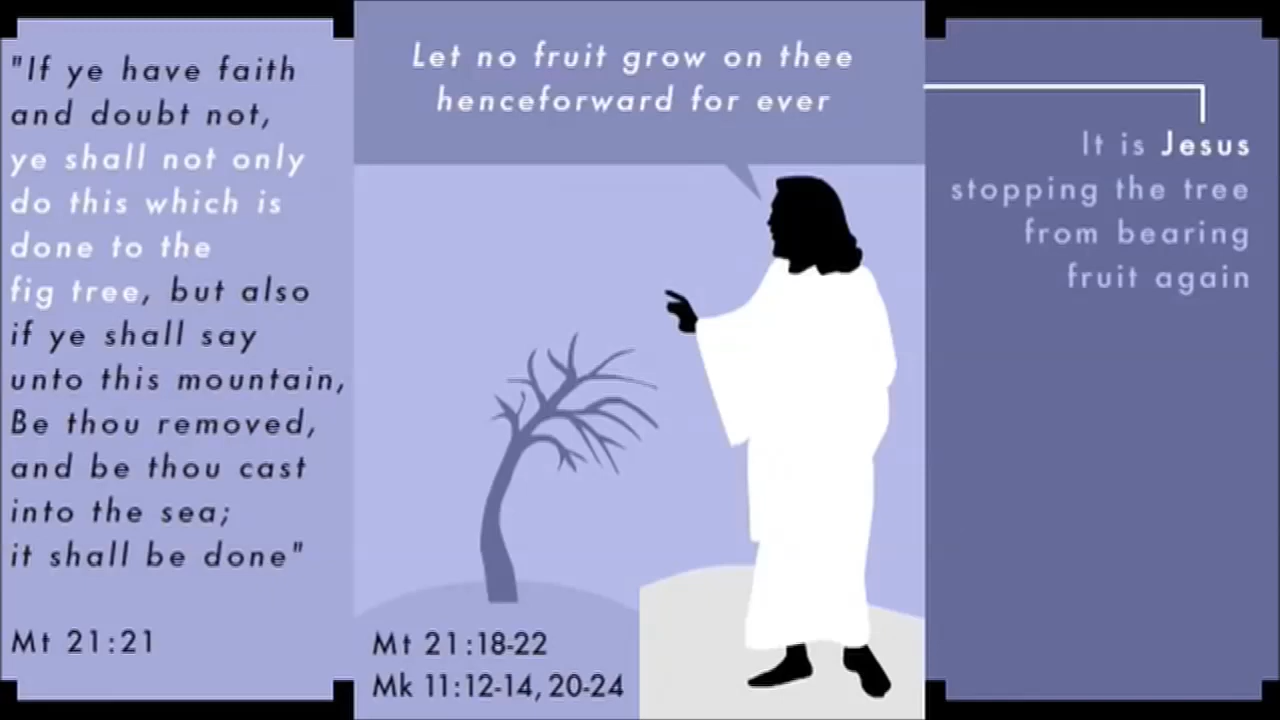 "If ye have faith
and doubt not,
ye shall not only
do this which is
done to the
fig tree, but also
if ye shall say
unto this mountain,
Be thou removed,
and be thou cast
into the sea;
it shall be done"
Mt 21:21
Let no fruit grow on thee
henceforward for ever
Mt 21:18-22
Mk 11:12-14, 20-24
It is Jesus
stopping the tree
from bearing
fruit again